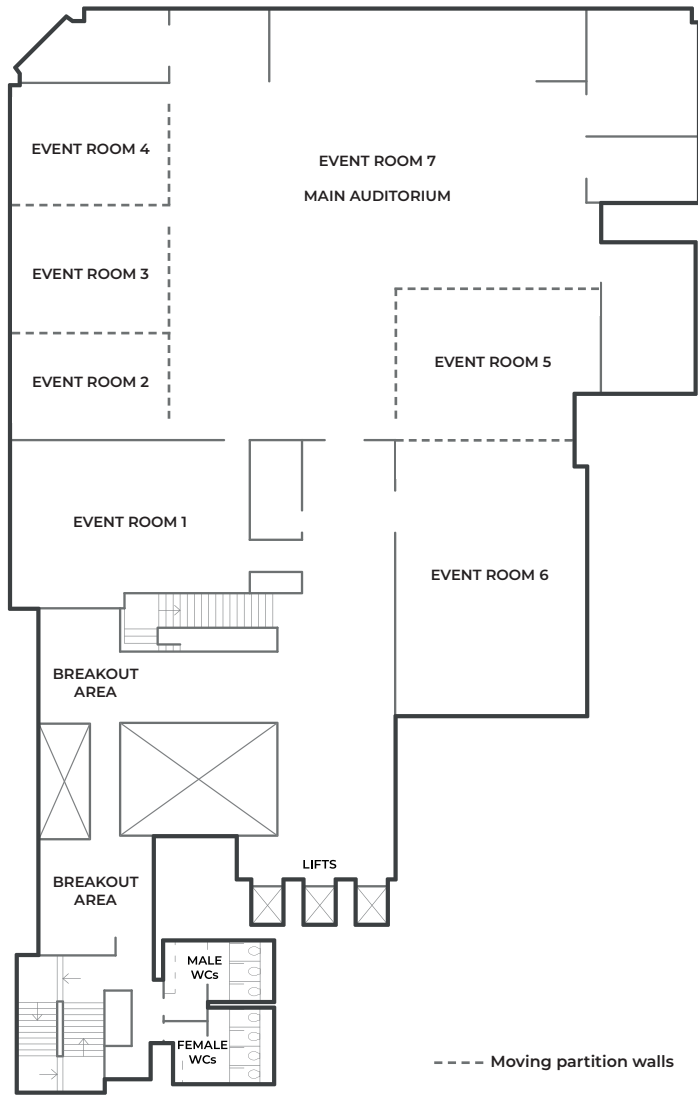 EVENT ROOM 4
EVENT ROOM 7
MAIN AUDITORIUM
EVENT ROOM 3
EVENT ROOM 5
EVENT ROOM 2
EVENT ROOM 1
EVENT ROOM 6
BREAKOUT
AREA
LIFTS
BREAKOUT
AREA
MALE
WCs
FEMALE
WCs
Moving partition walls